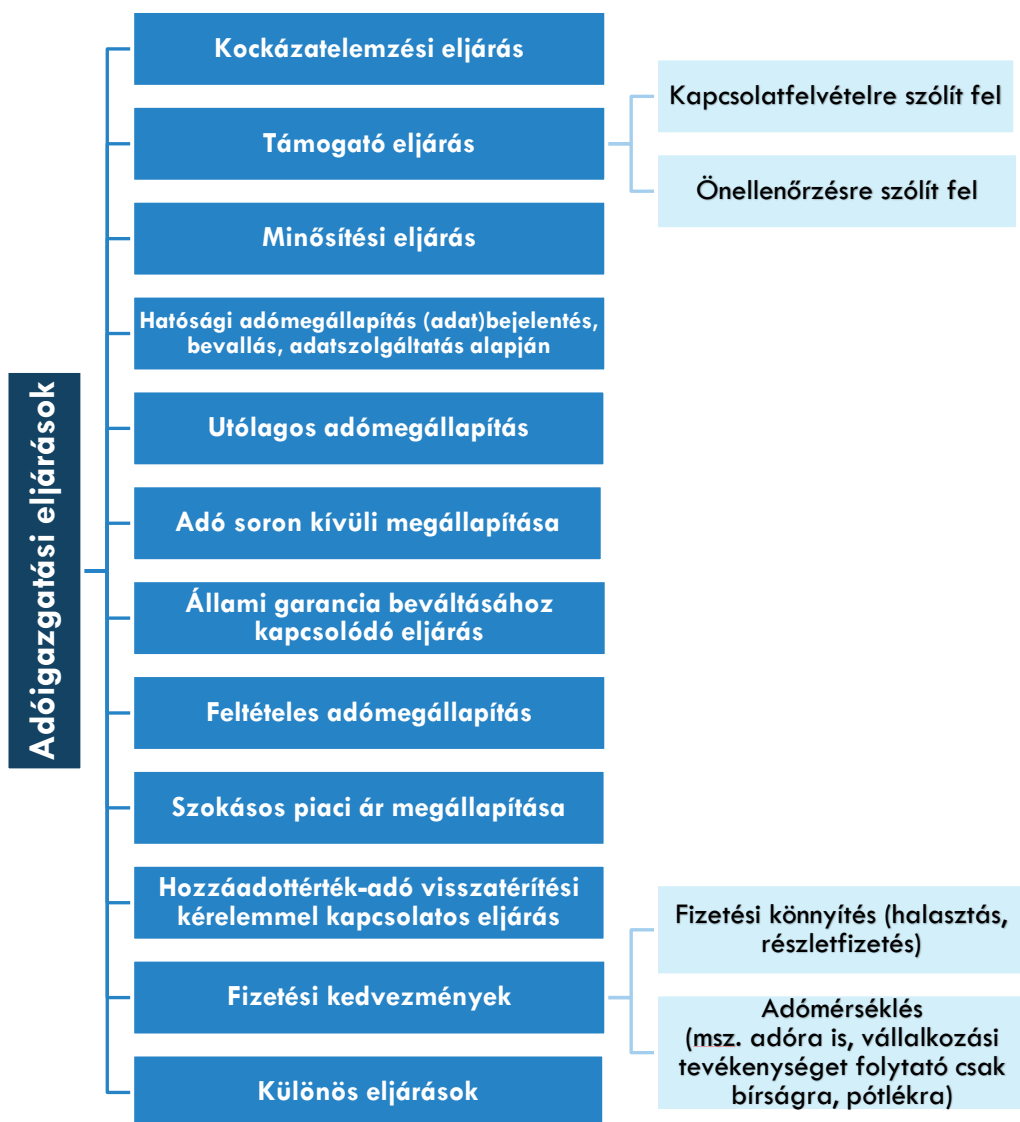 Adóigazgatási eljárások
Kockázatelemzési eljárás
Támogató eljárás
Kapcsolatfelvételre szólít fel
Önellenőrzésre szólít fel
Minősítési eljárás
Hatósági adómegállapítás (adat)bejelentés,
bevallás, adatszolgáltatás alapján
Utólagos adómegállapítás
Adó soron kívüli megállapítása
Állami garancia beváltásához
kapcsolódó eljárás
Feltételes adómegállapítás
Szokásos piaci ár megállapítása
Hozzáadottérték-adó visszatérítési
kérelemmel kapcsolatos eljárás
Fizetési kedvezmények
Fizetési könnyítés (halasztás,
részletfizetés)
Adómérséklés
(msz. adóra is, vállalkozási
tevékenységet folytató csak
bírságra, pótlékra)
Különös eljárások